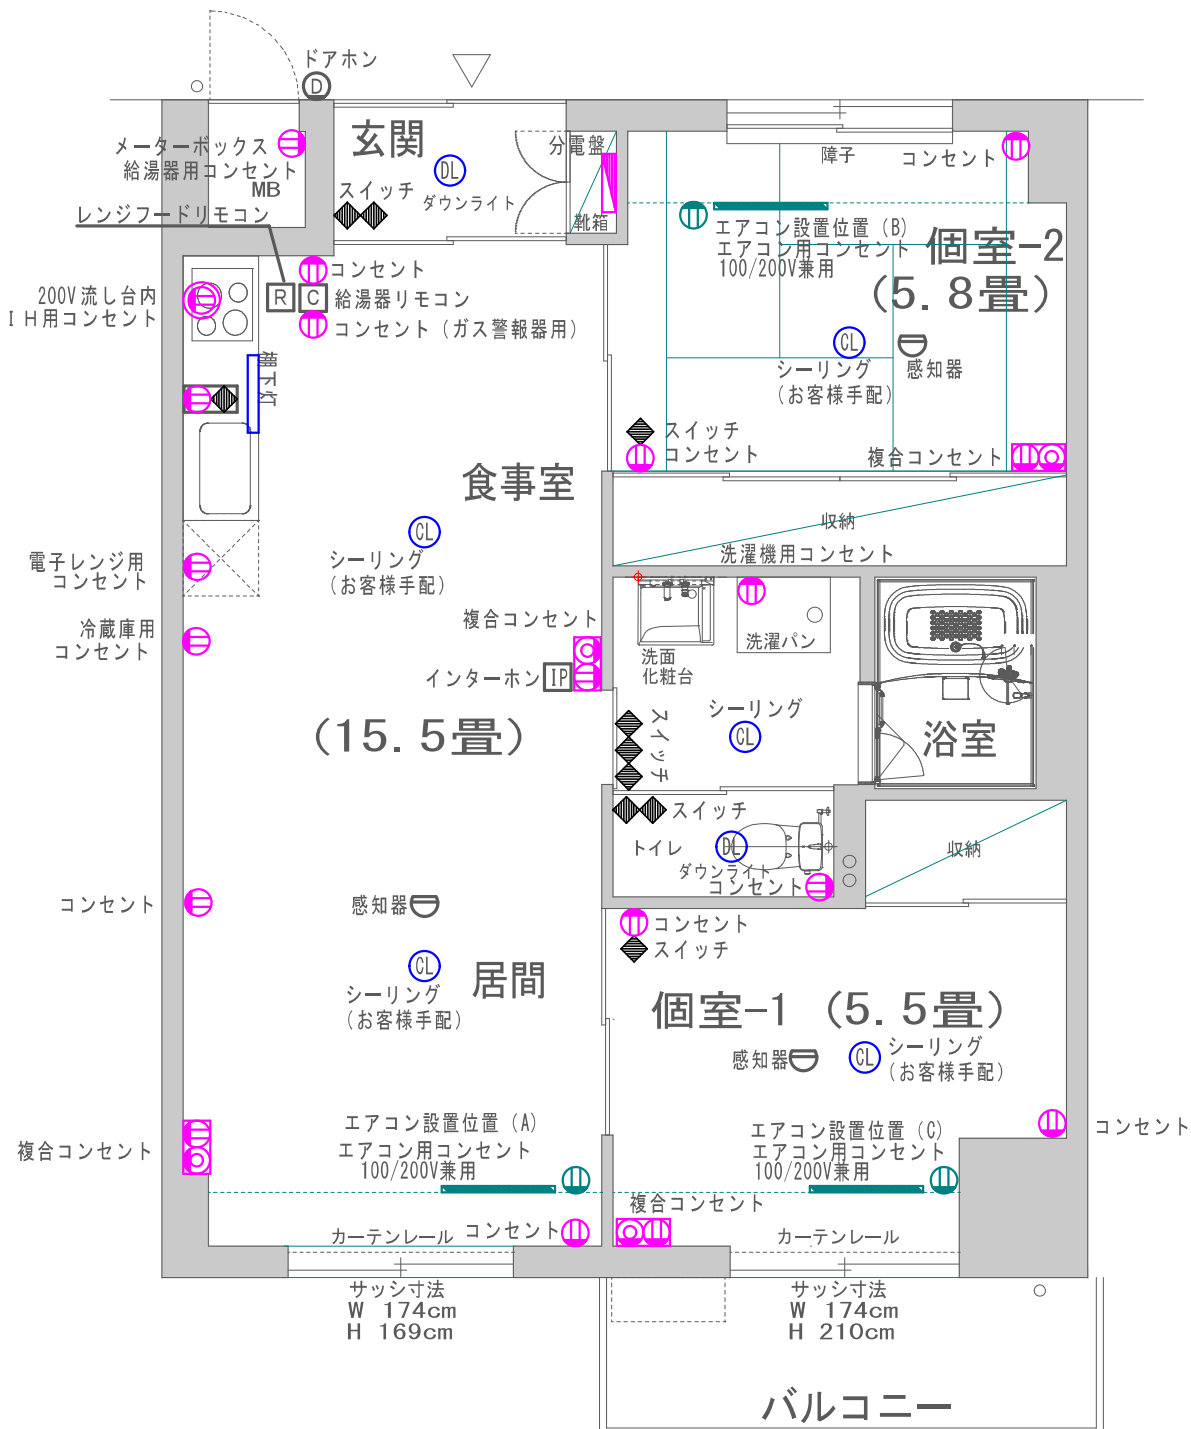 ドアホン
D
玄関
分電盤
障子
コンセント
メーターボックス
給湯器用コンセント
MB
DL
スイッチ
ダウンライト
靴箱
レンジフードリモコン
エアコン設置位置(B)
エアコン用コンセント
100/200V兼用
個室-2
(5.8畳)
コンセント
R
C
給湯器リモコン
コンセント(ガス警報器用)
200V流し台内
IH用コンセント
CL
シーリング
(お客様手配)
感知器
棚下灯
スイッチ
コンセント
複合コンセント
食事室
収納
CL
シーリング
(お客様手配)
洗濯機用コンセント
電子レンジ用
コンセント
冷蔵庫用
コンセント
複合コンセント
インターホン
IP
洗面
化粧台
洗濯パン
シーリング
CL
スイッチ
浴室
(15.5畳)
スイッチ
トイレ
DL
ダウンライト
コンセント
収納
コンセント
感知器
コンセント
スイッチ
CL
シーリング
(お客様手配)
居間
個室-1 (5.5畳)
感知器
CL
シーリング
(お客様手配)
エアコン設置位置(A)
エアコン用コンセント
100/200V兼用
エアコン設置位置(C)
エアコン用コンセント
100/200V兼用
コンセント
複合コンセント
コンセント
複合コンセント
カーテンレール
カーテンレール
サッシ寸法
W 174cm
H 169cm
サッシ寸法
W 174cm
H 210cm
バルコニー